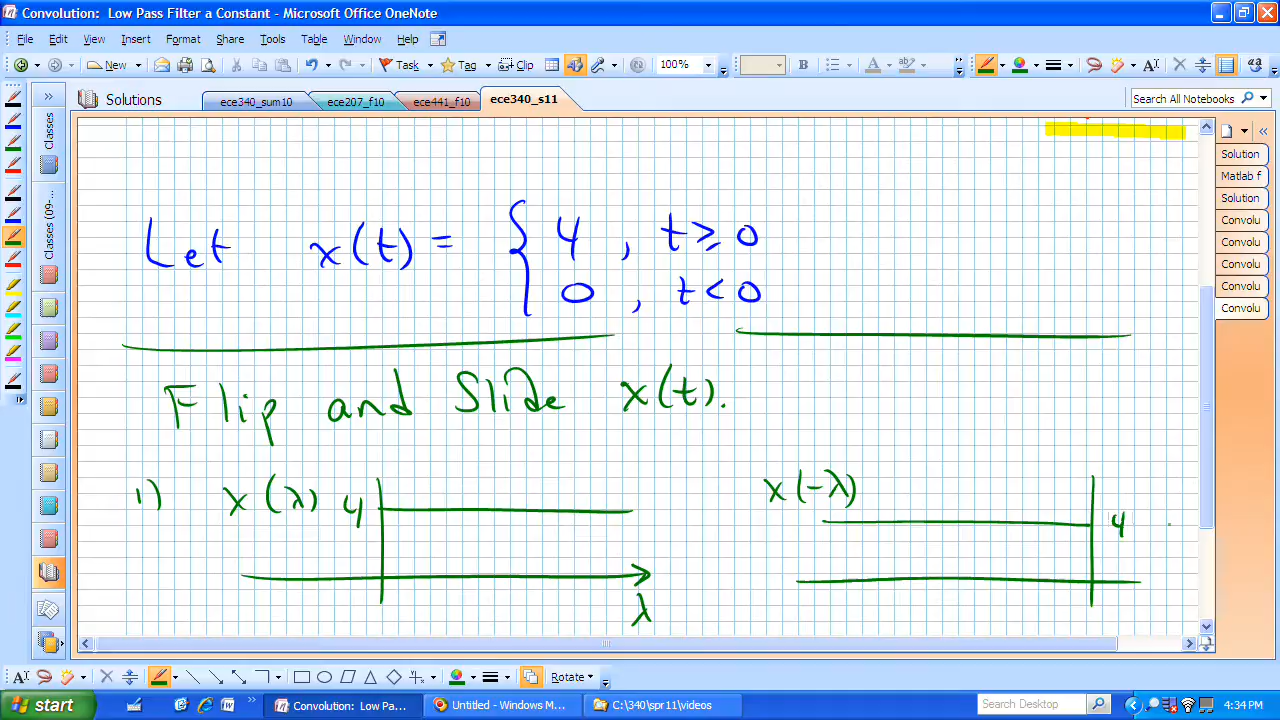 Convolution: Low Pass Filter a Constant - Microsoft Office OneNote
File Edit View Insert Format Share Tools Table Window Help
New Task Tag Clip 100% B A ab A
Solutions ece340_sum10 ece207_f10 ece441_f10 ece340_s11 Search All Notebooks
Classes
Classes (09-...
Solution
Matlab f
Solution
Convolu
Convolu
Convolu
Convolu
Convolu
Let x(t) = { 4 , t ≥ 0
0 , t < 0
Flip and Slide x(t).
1) x(λ) 4 x(-λ) 4
λ
A Rotate
start Convolution: Low Pa... Untitled - Windows M... C:\340\spr11\videos Search Desktop 4:34 PM